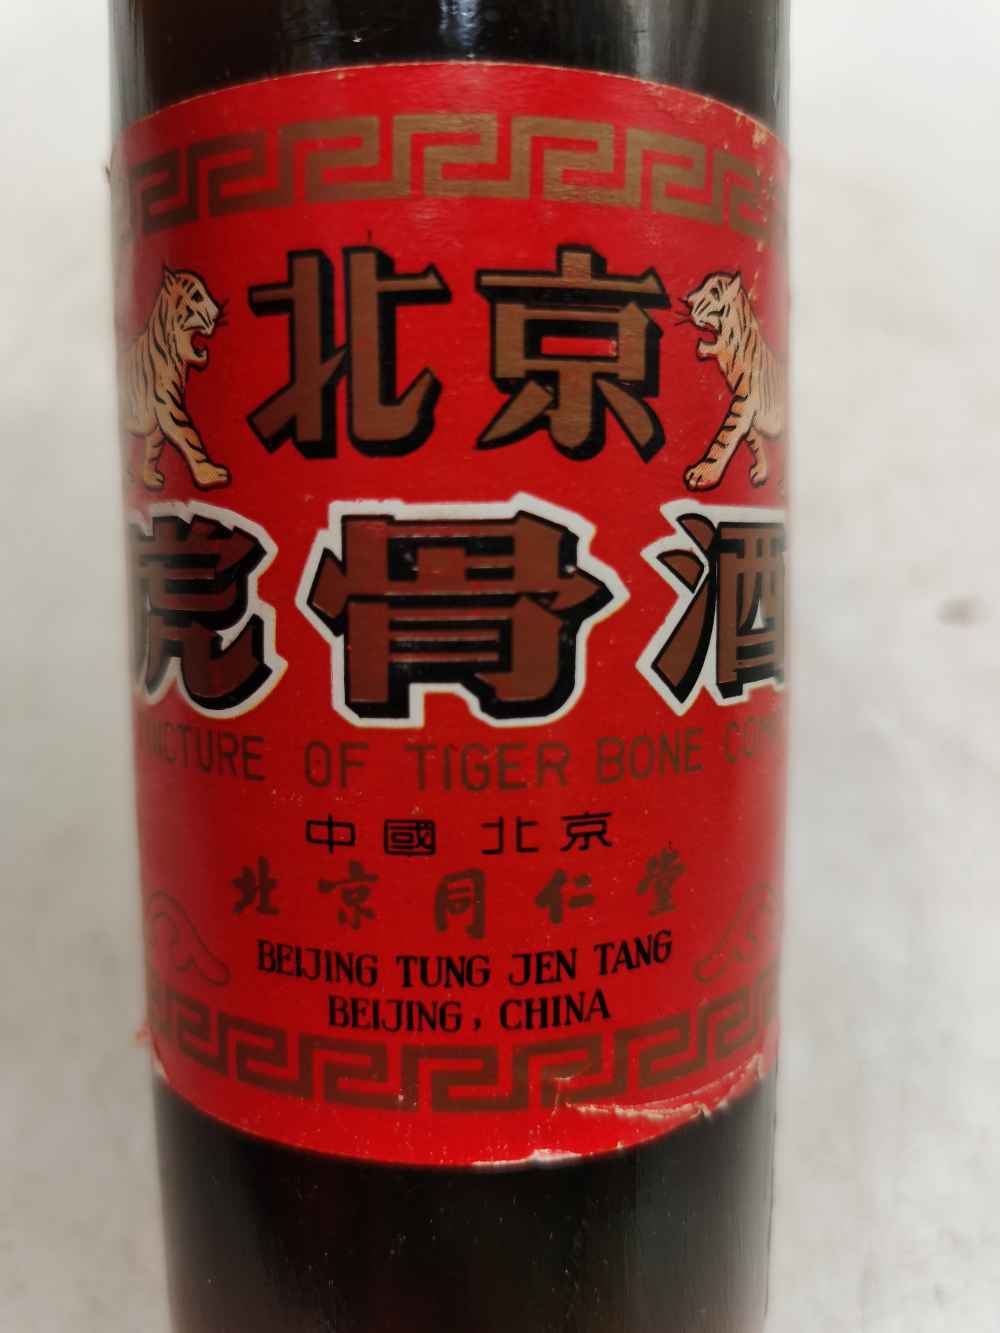 北京
虎骨酒
TINCTURE OF TIGER BONE
中國 北京
北京同仁堂
BEIJING TUNG JEN TANG
BEIJING, CHINA